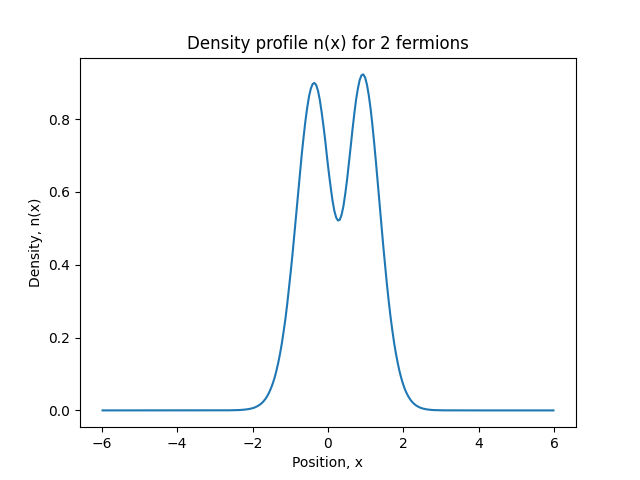 Density profile n(x) for 2 fermions
Density, n(x)
0.8
0.6
0.4
0.2
0.0
−6 −4 −2 0 2 4 6
Position, x